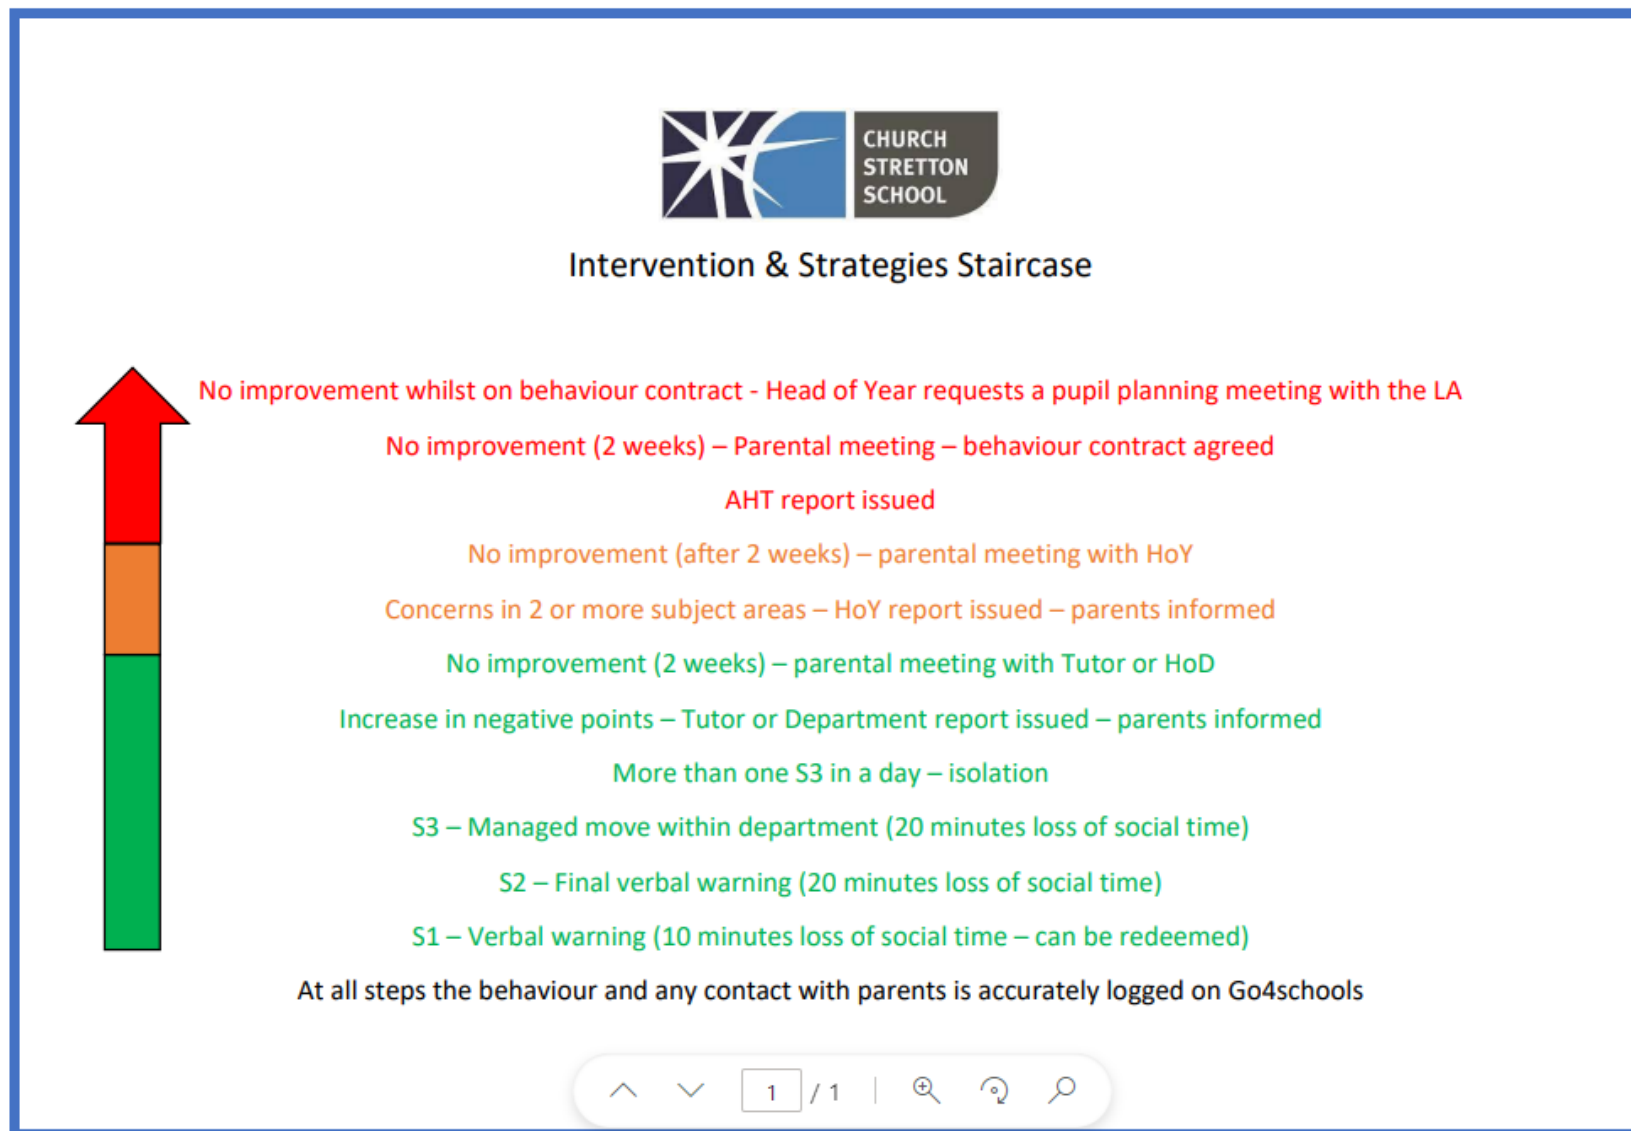 CHURCH
STRETTON
SCHOOL
Intervention & Strategies Staircase
No improvement whilst on behaviour contract - Head of Year requests a pupil planning meeting with the LA
No improvement (2 weeks) – Parental meeting – behaviour contract agreed
AHT report issued
No improvement (after 2 weeks) – parental meeting with HoY
Concerns in 2 or more subject areas – HoY report issued – parents informed
No improvement (2 weeks) – parental meeting with Tutor or HoD
Increase in negative points – Tutor or Department report issued – parents informed
More than one S3 in a day – isolation
S3 – Managed move within department (20 minutes loss of social time)
S2 – Final verbal warning (20 minutes loss of social time)
S1 – Verbal warning (10 minutes loss of social time – can be redeemed)
At all steps the behaviour and any contact with parents is accurately logged on Go4schools
1 / 1